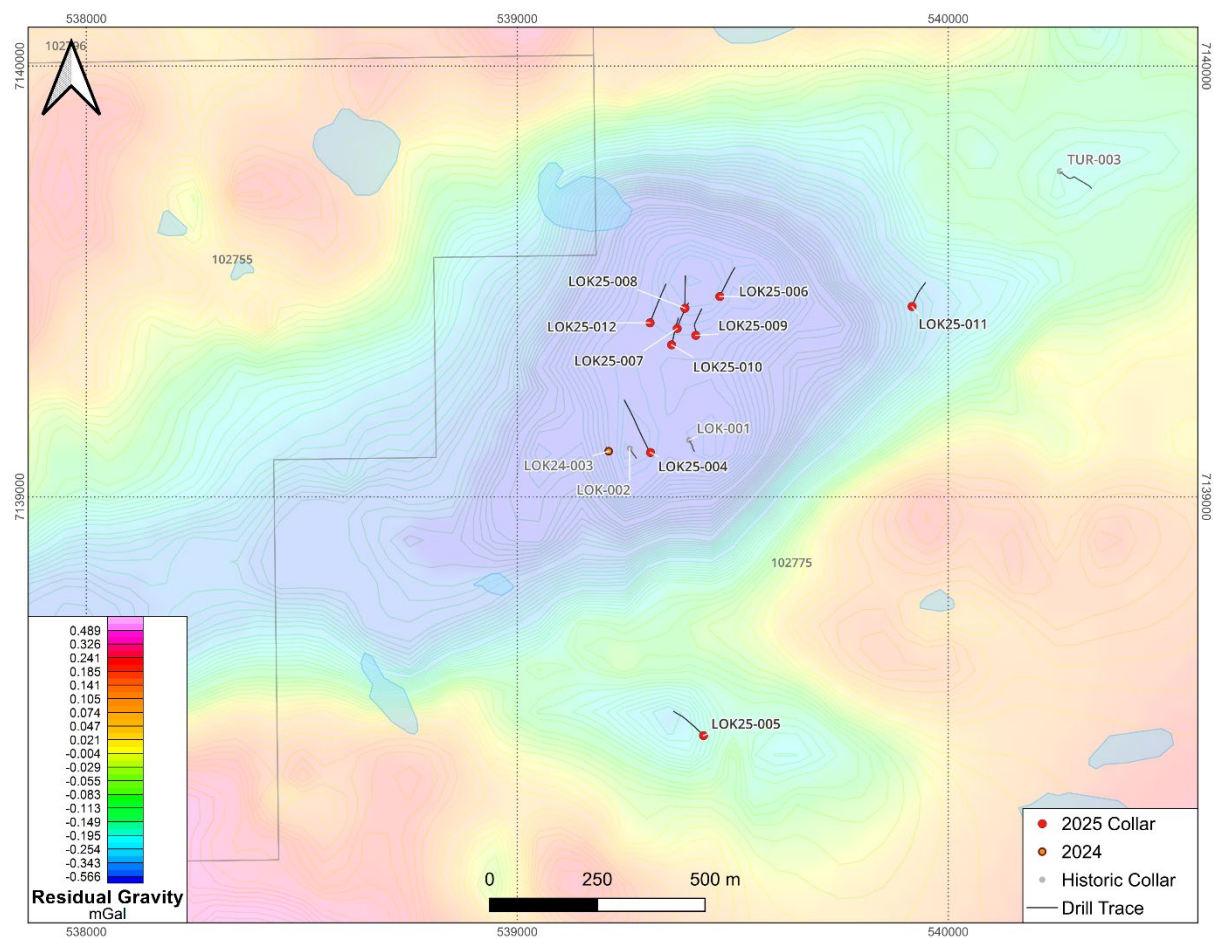 538000 539000 540000
102796
7140000 7140000
TUR-003
102755
LOK25-008
LOK25-006
LOK25-012
LOK25-009
LOK25-011
LOK25-007
LOK25-010
LOK-001
LOK24-003
LOK25-004
LOK-002
7139000 7139000
102775
LOK25-005
0.489
0.326
0.241
0.185
0.141
0.105
0.074
0.047
0.021
-0.004
-0.029
-0.055
-0.083
-0.113
-0.149
-0.195
-0.254
-0.343
-0.566
Residual Gravity
mGal
0 250 500 m
2025 Collar
2024
Historic Collar
Drill Trace
538000 539000 540000